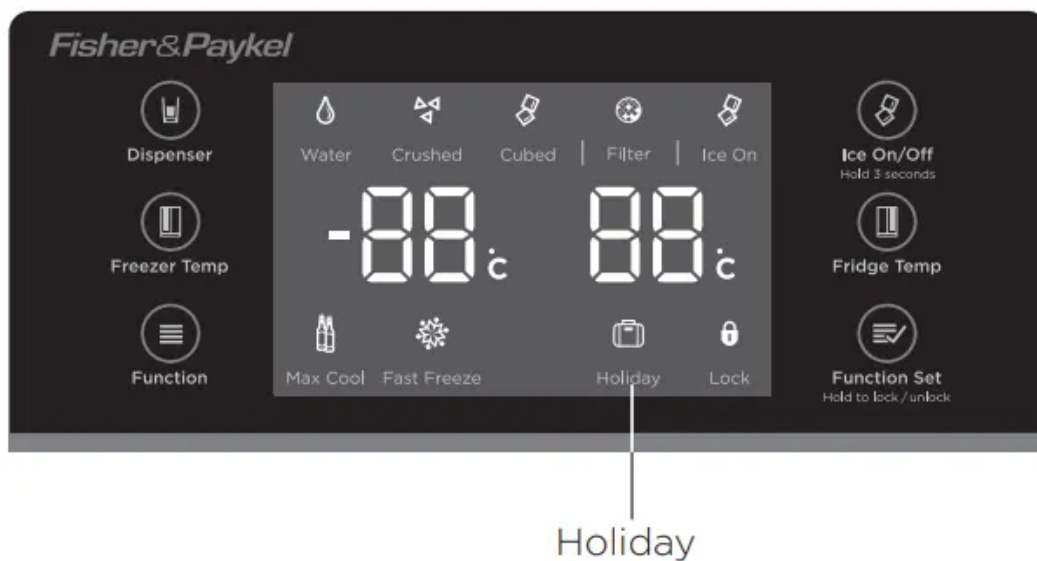 Fisher&Paykel
Dispenser
Water
Crushed
Cubed
Filter
Ice On
Ice On/Off
Hold 3 seconds
Freezer Temp
-88°C
88°C
Fridge Temp
Function
Max Cool
Fast Freeze
Holiday
Lock
Function Set
Hold to lock / unlock
Holiday